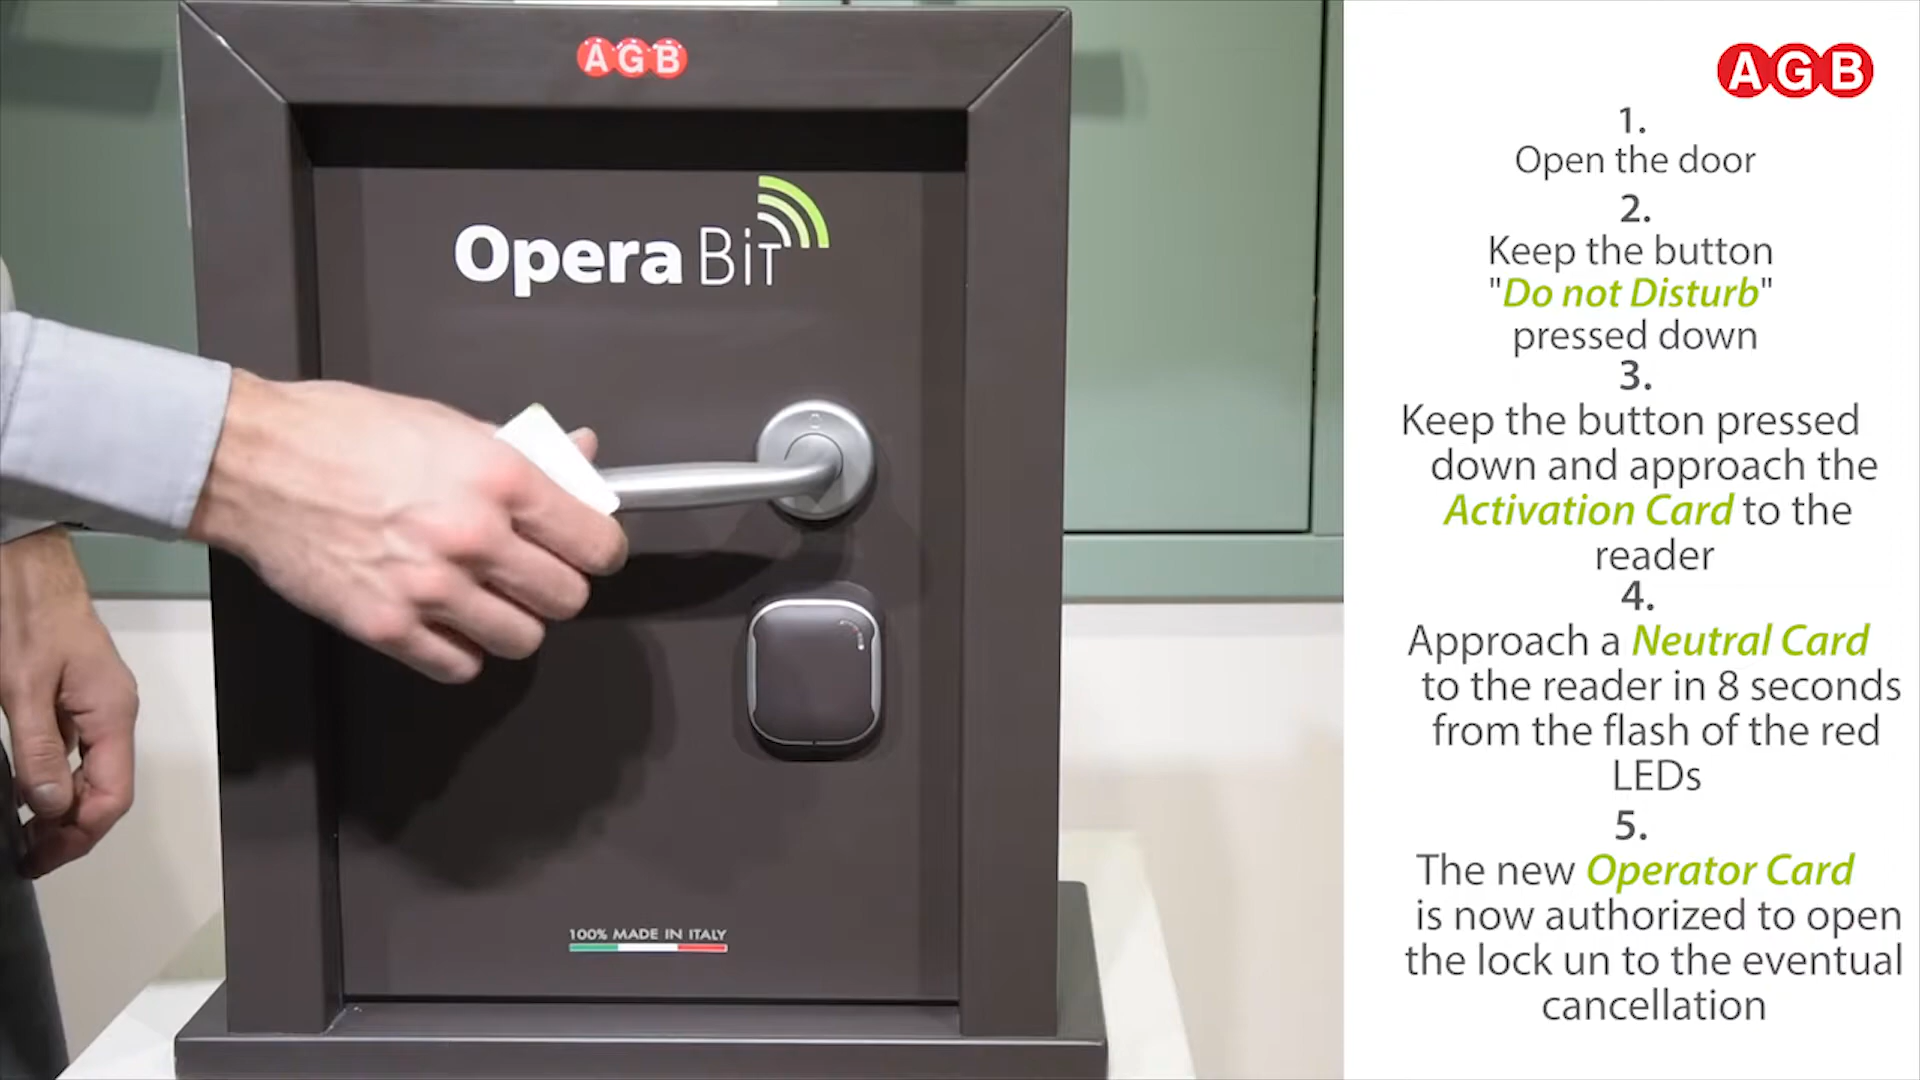 AGB
Opera BiT
100% MADE IN ITALY
AGB
1.
Open the door
2.
Keep the button
"Do not Disturb"
pressed down
3.
Keep the button pressed
down and approach the
Activation Card to the
reader
4.
Approach a Neutral Card
to the reader in 8 seconds
from the flash of the red
LEDs
5.
The new Operator Card
is now authorized to open
the lock un to the eventual
cancellation